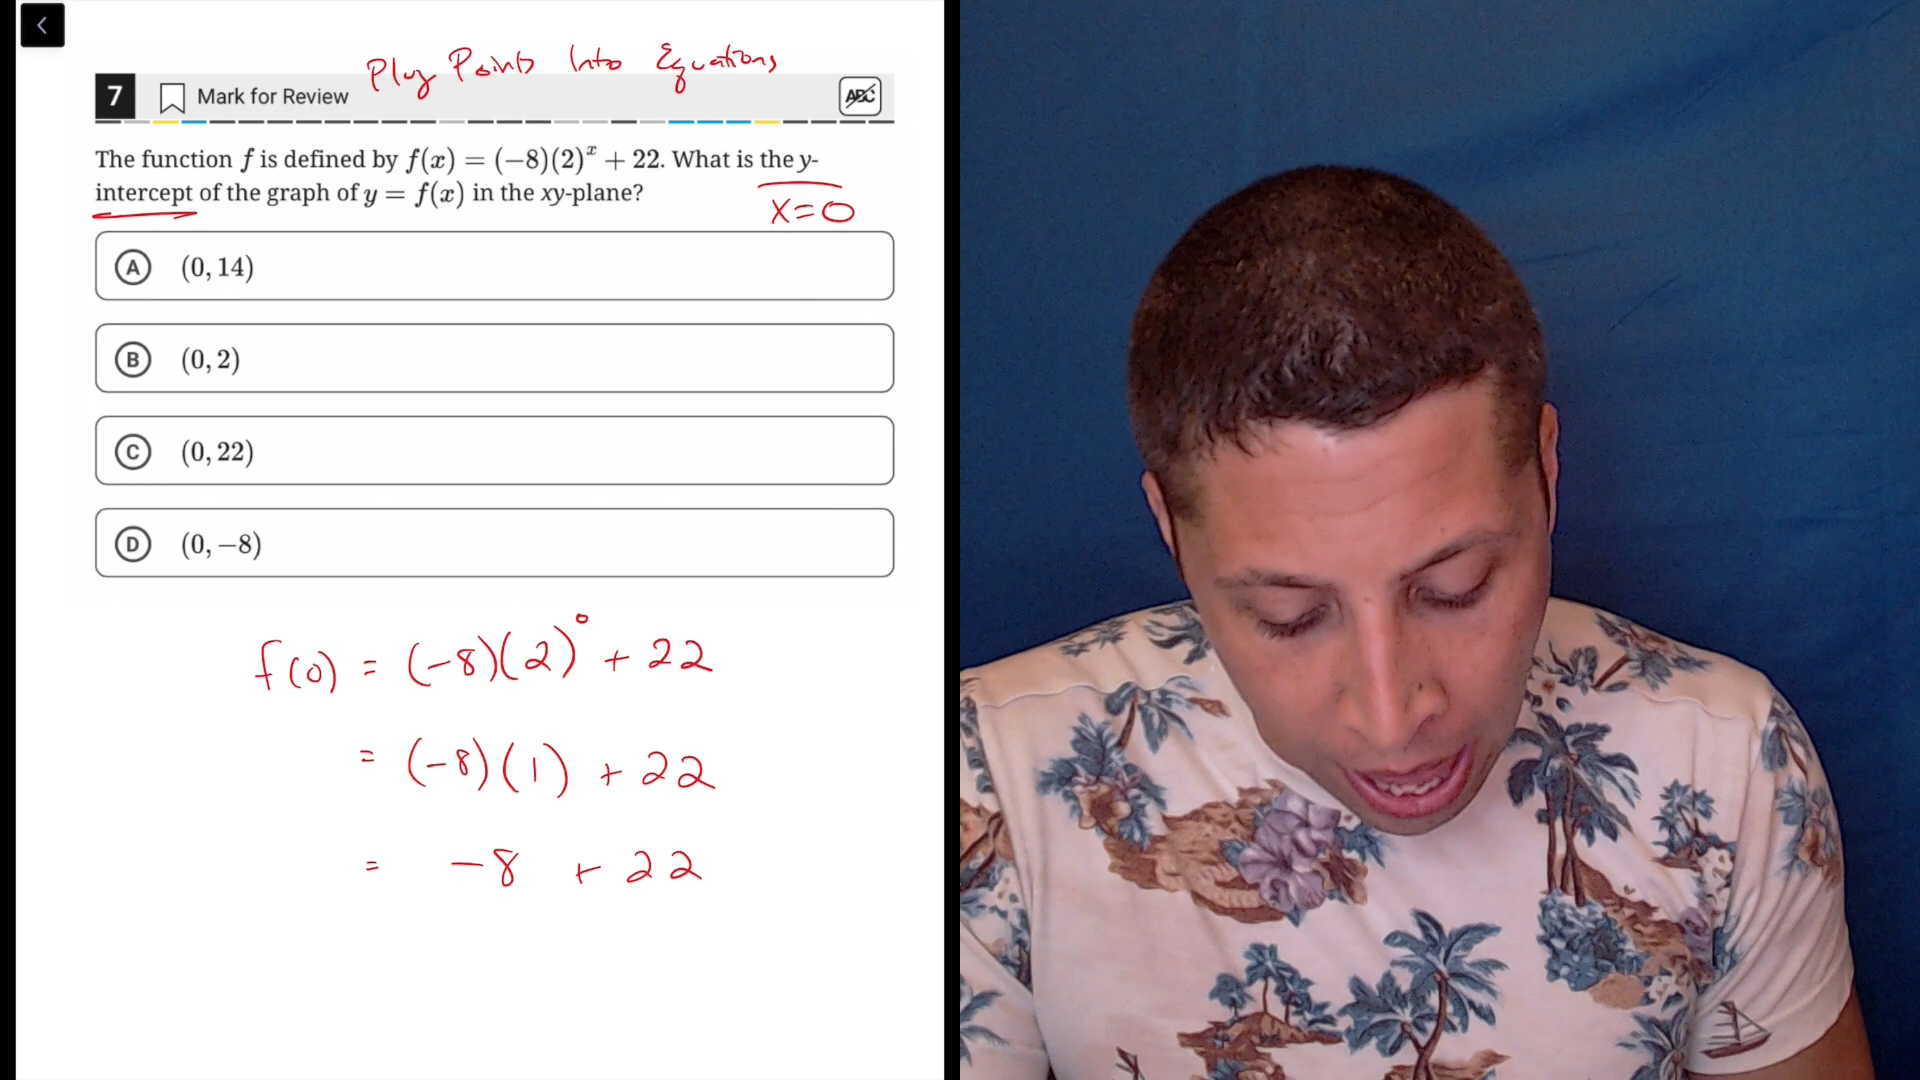 Plug Points Into Equations
7 Mark for Review ABC
The function f is defined by f(x) = (−8)(2)ˣ + 22. What is the y-
intercept of the graph of y = f(x) in the xy-plane?
x=0
A (0, 14)
B (0, 2)
C (0, 22)
D (0, −8)
f(0) = (-8)(2)⁰ + 22
= (-8)(1) + 22
= -8 + 22